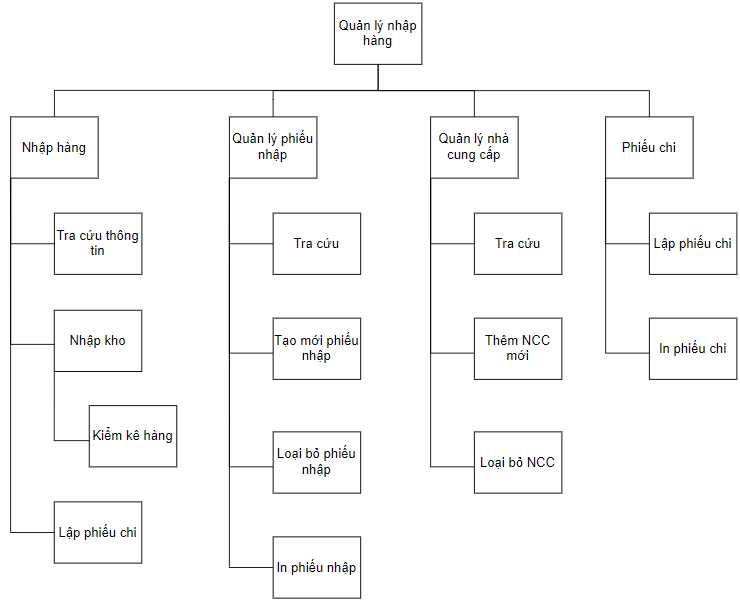 Quản lý nhập
hàng
Nhập hàng
Quản lý phiếu
nhập
Quản lý nhà
cung cấp
Phiếu chi
Tra cứu thông
tin
Tra cứu
Tra cứu
Lập phiếu chi
Nhập kho
Tạo mới phiếu
nhập
Thêm NCC
mới
In phiếu chi
Kiểm kê hàng
Loại bỏ phiếu
nhập
Loại bỏ NCC
Lập phiếu chi
In phiếu nhập